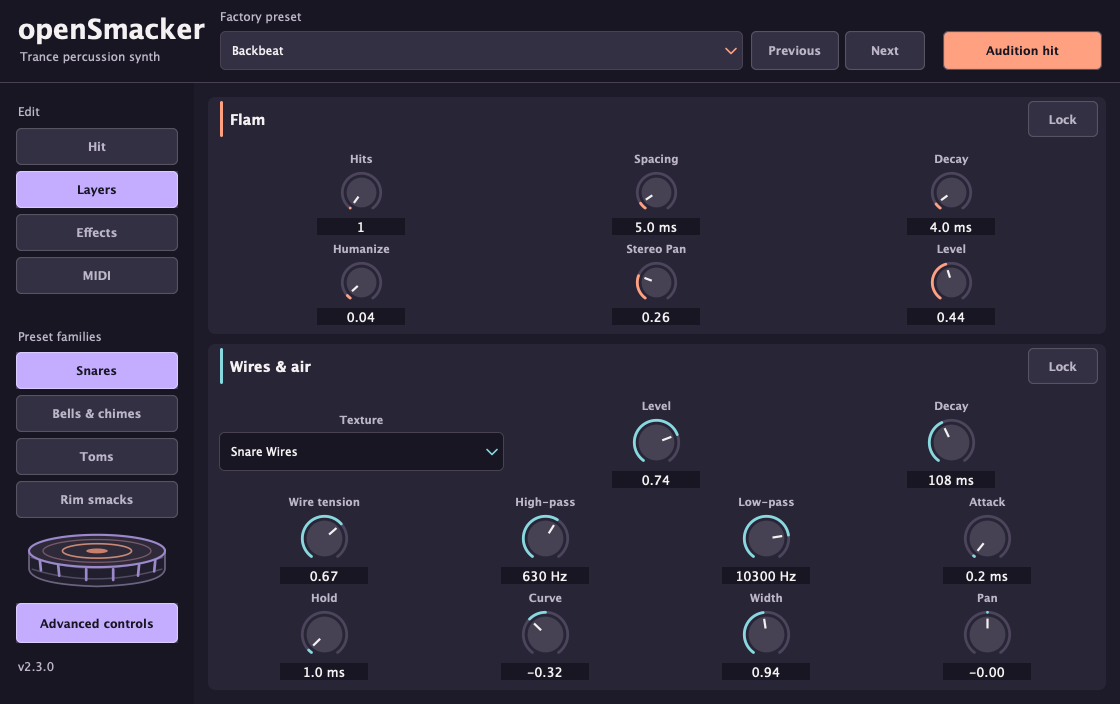 openSmacker
Trance percussion synth
Factory preset
Backbeat
Previous
Next
Audition hit
Edit
Hit
Layers
Effects
MIDI
Preset families
Snares
Bells & chimes
Toms
Rim smacks
Advanced controls
v2.3.0
Flam
Lock
Hits
Spacing
Decay
1
5.0 ms
4.0 ms
Humanize
Stereo Pan
Level
0.04
0.26
0.44
Wires & air
Lock
Texture
Level
Decay
Snare Wires
0.74
108 ms
Wire tension
High-pass
Low-pass
Attack
0.67
630 Hz
10300 Hz
0.2 ms
Hold
Curve
Width
Pan
1.0 ms
−0.32
0.94
−0.00